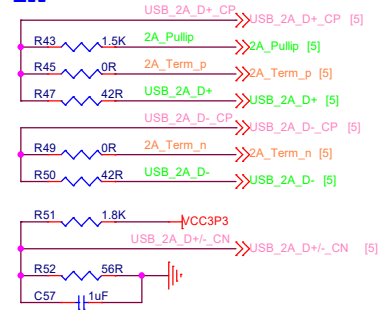 USB_2A_D+_CP
USB_2A_D+_CP [5]
R43 1.5K 2A_Pullip
2A_Pullip [5]
R45 0R 2A_Term_p
2A_Term_p [5]
R47 42R USB_2A_D+
USB_2A_D+ [5]
USB_2A_D-_CP
USB_2A_D-_CP [5]
R49 0R 2A_Term_n
2A_Term_n [5]
R50 42R USB_2A_D-
USB_2A_D- [5]
R51 1.8K VCC3P3
USB_2A_D+/-_CN
USB_2A_D+/-_CN [5]
R52 56R
C57 1uF